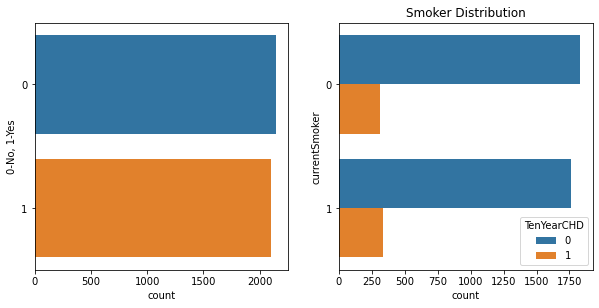 Smoker Distribution
0-No, 1-Yes
0
1
0 500 1000 1500 2000
count
currentSmoker
0
1
TenYearCHD
0
1
0 250 500 750 1000 1250 1500 1750
count